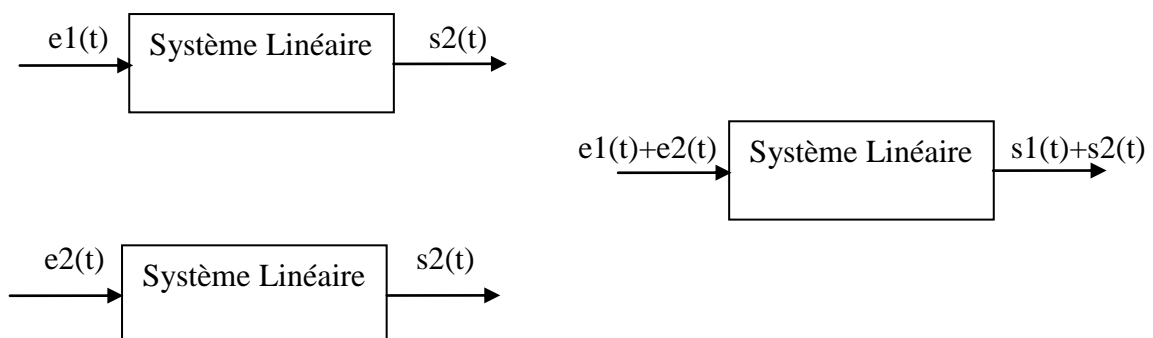 e1(t) Système Linéaire s2(t)
e1(t)+e2(t) Système Linéaire s1(t)+s2(t)
e2(t) Système Linéaire s2(t)